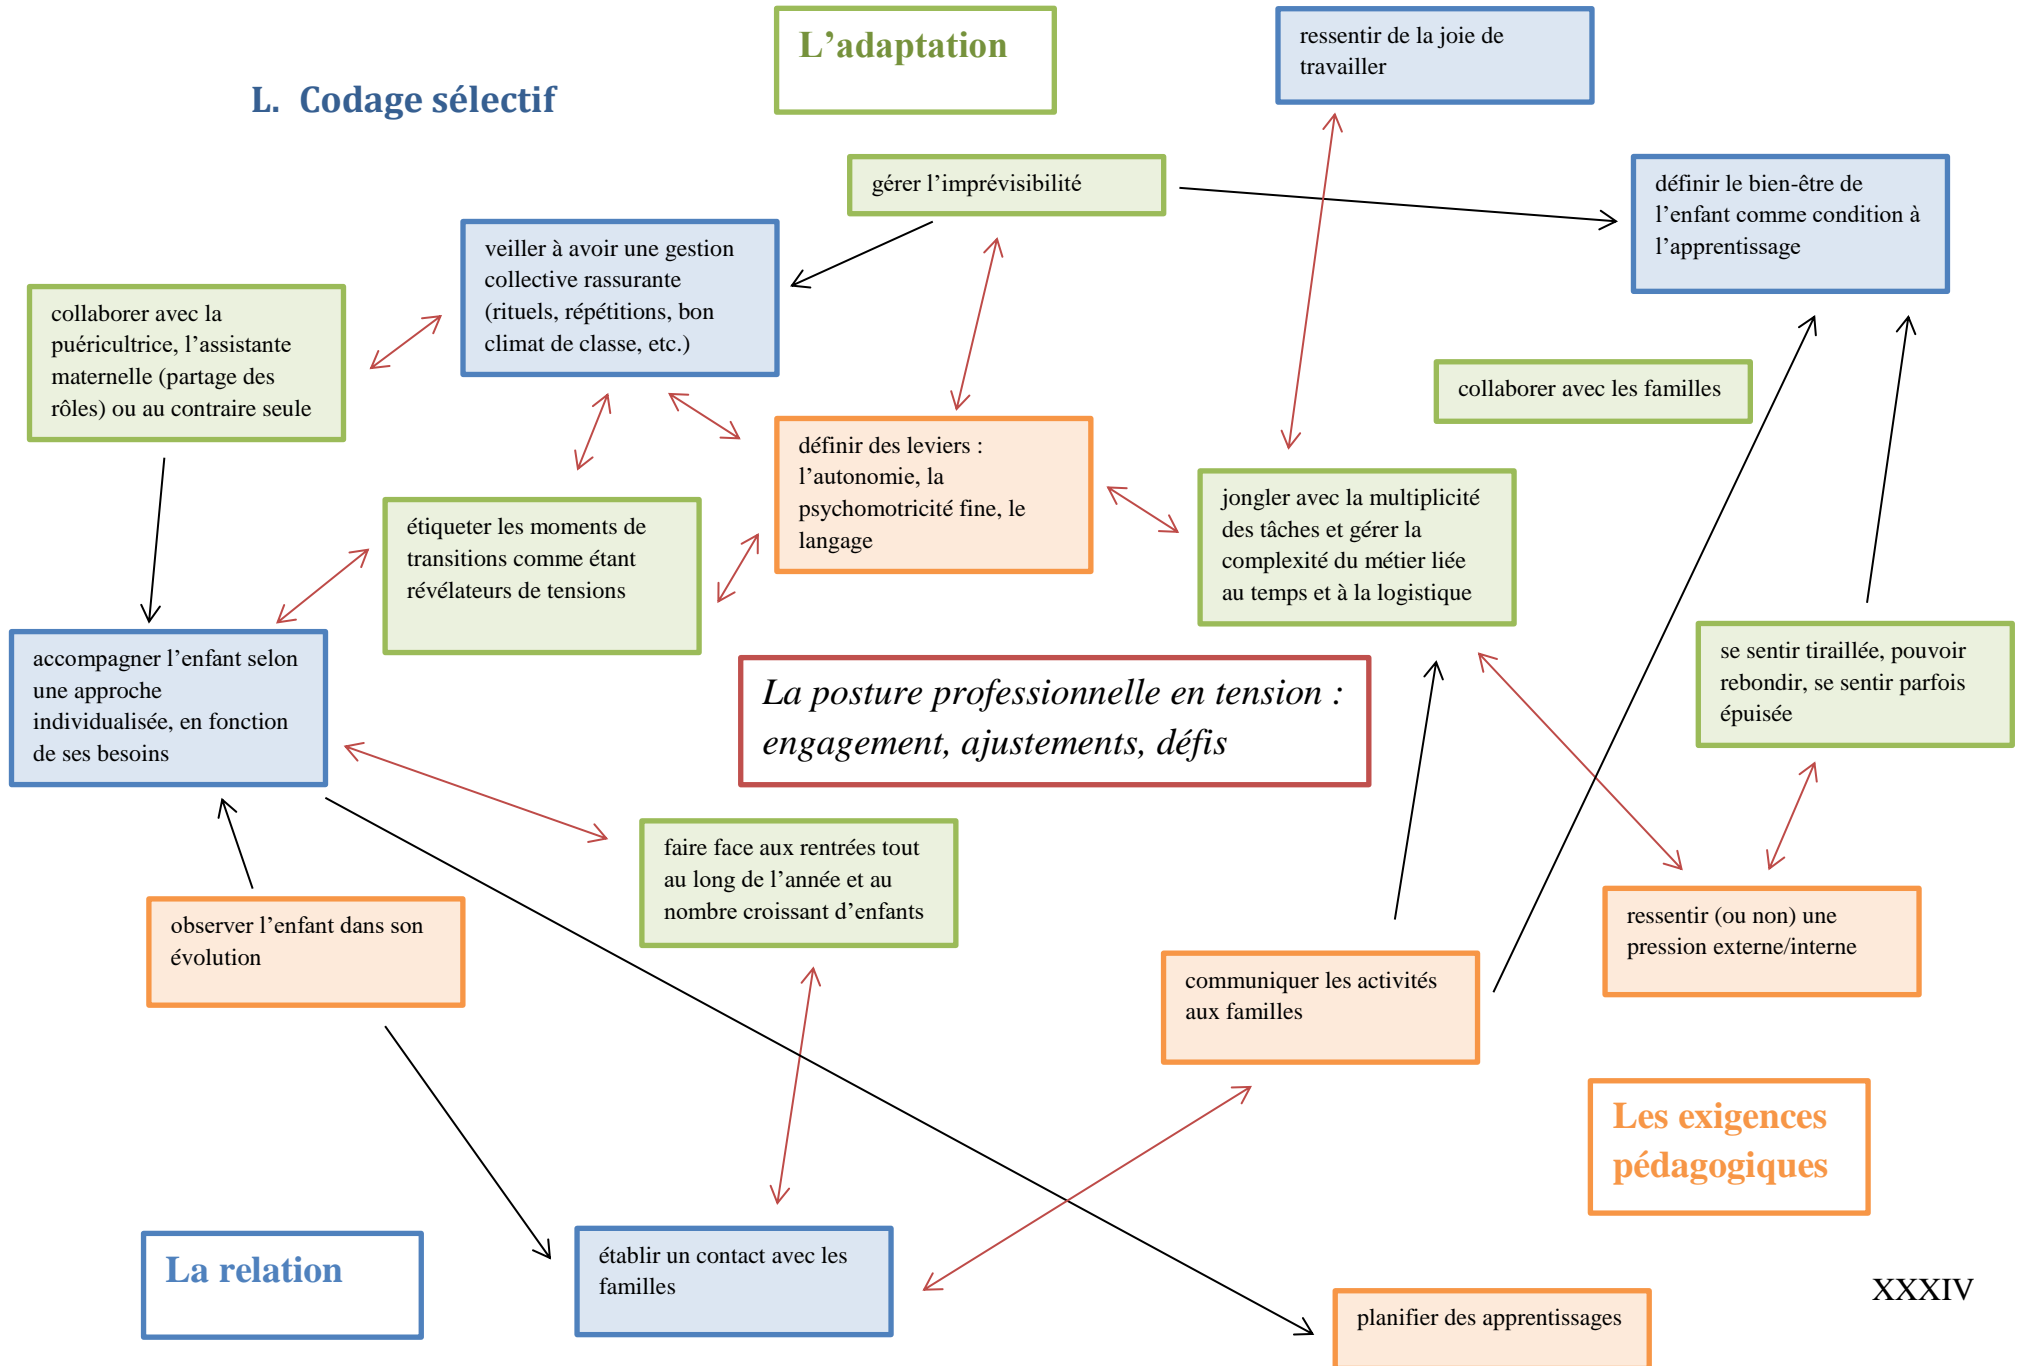 L’adaptation
ressentir de la joie de
travailler
L. Codage sélectif
gérer l’imprévisibilité
définir le bien-être de
l’enfant comme condition à
l’apprentissage
veiller à avoir une gestion
collective rassurante
(rituels, répétitions, bon
climat de classe, etc.)
collaborer avec la
puéricultrice, l’assistante
maternelle (partage des
rôles) ou au contraire seule
collaborer avec les familles
définir des leviers :
l’autonomie, la
psychomotricité fine, le
langage
jongler avec la multiplicité
des tâches et gérer la
complexité du métier liée
au temps et à la logistique
étiqueter les moments de
transitions comme étant
révélateurs de tensions
accompagner l’enfant selon
une approche
individualisée, en fonction
de ses besoins
se sentir tiraillée, pouvoir
rebondir, se sentir parfois
épuisée
La posture professionnelle en tension :
engagement, ajustements, défis
faire face aux rentrées tout
au long de l’année et au
nombre croissant d’enfants
observer l’enfant dans son
évolution
ressentir (ou non) une
pression externe/interne
communiquer les activités
aux familles
Les exigences
pédagogiques
La relation
établir un contact avec les
familles
planifier des apprentissages
XXXIV